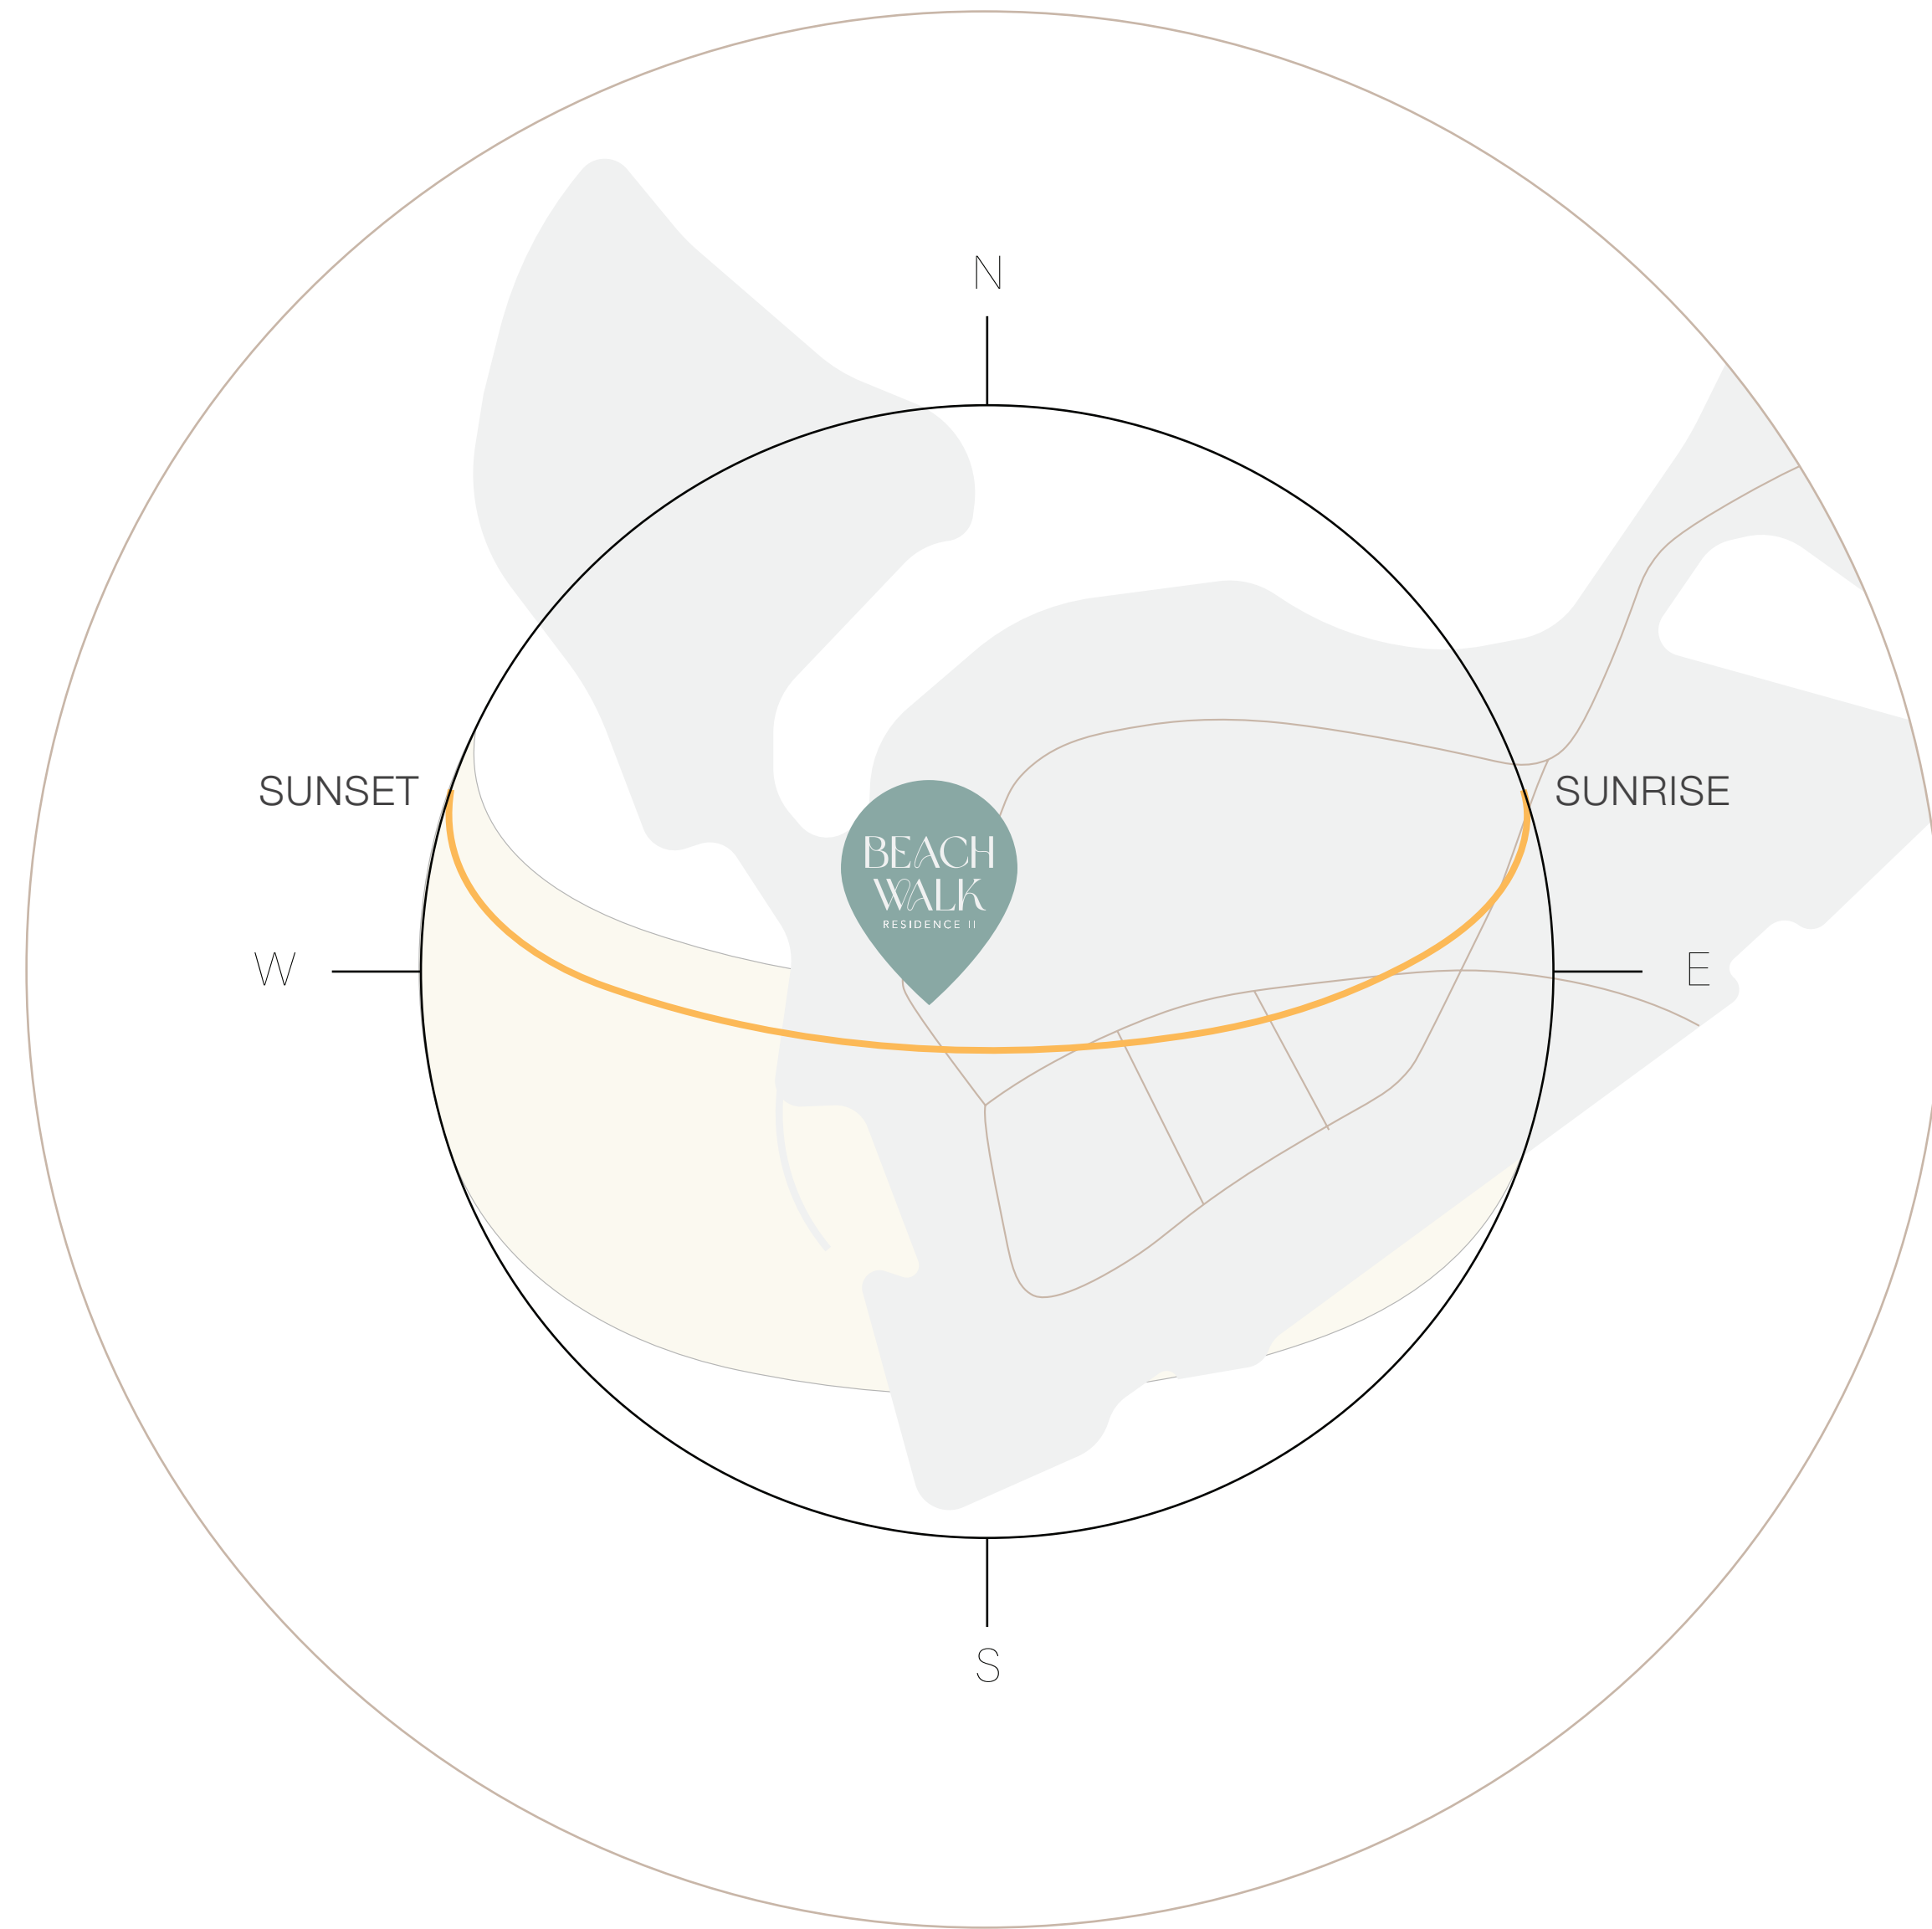 N
SUNSET
SUNRISE
BEACH
WALK
RESIDENCE II
W
E
S